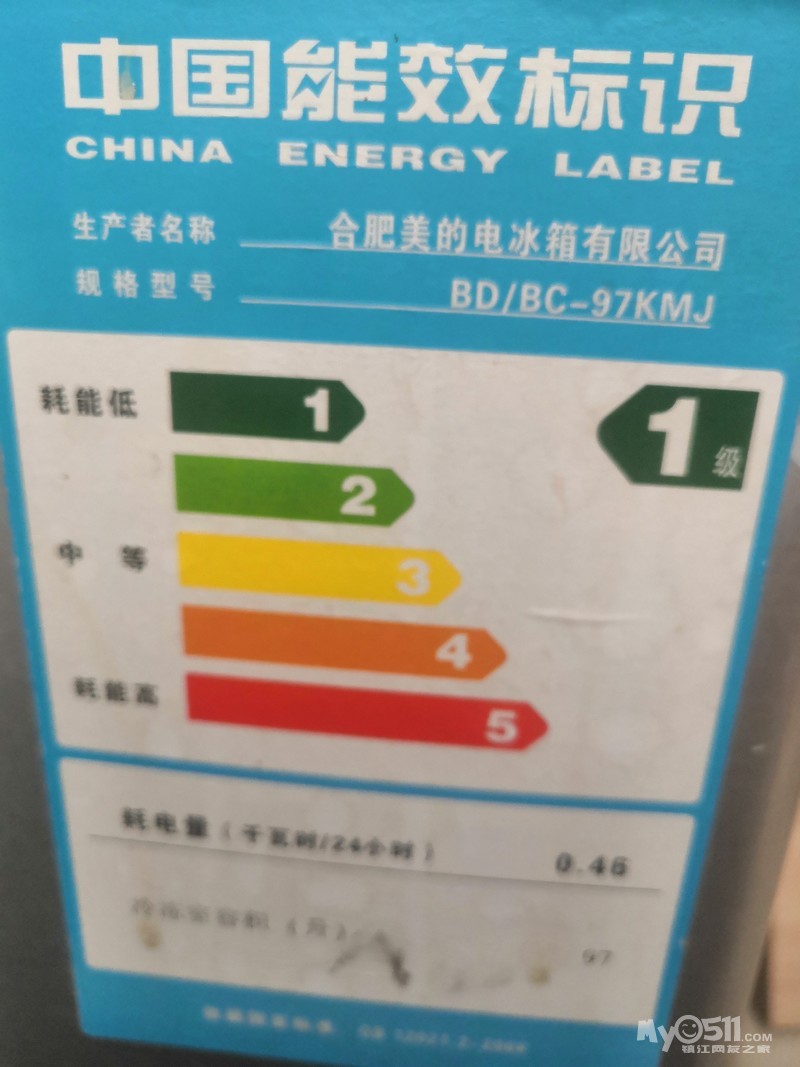 中国能效标识
CHINA ENERGY LABEL
生产者名称 合肥美的电冰箱有限公司
规格型号 BD/BC-97KMJ
耗能低 1 1级
2
中等 3
4
耗能高 5
耗电量(千瓦时/24小时) 0.46
97
My0511.COM
镇江网友之家